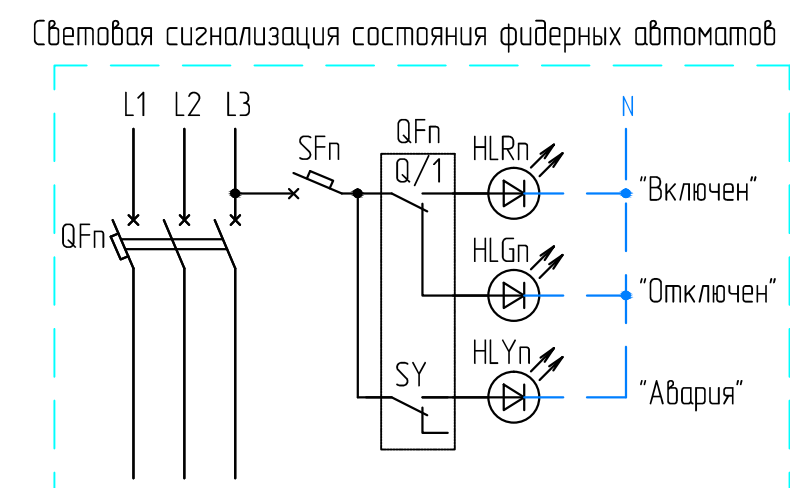 Световая сигнализация состояния фидерных автоматов
L1 L2 L3
N
QFn
SFn
HLRn
Q/1
"Включен"
QFn
HLGn
"Отключен"
HLYn
SY
"Авария"